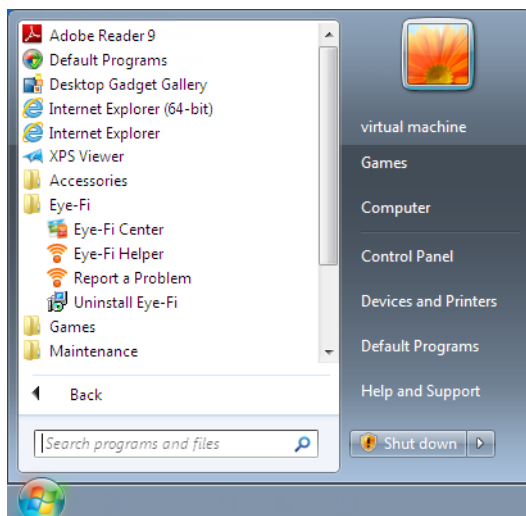 Adobe Reader 9
Default Programs
Desktop Gadget Gallery
Internet Explorer (64-bit)
Internet Explorer
XPS Viewer
Accessories
Eye-Fi
Eye-Fi Center
Eye-Fi Helper
Report a Problem
Uninstall Eye-Fi
Games
Maintenance
Back
Search programs and files
virtual machine
Games
Computer
Control Panel
Devices and Printers
Default Programs
Help and Support
Shut down